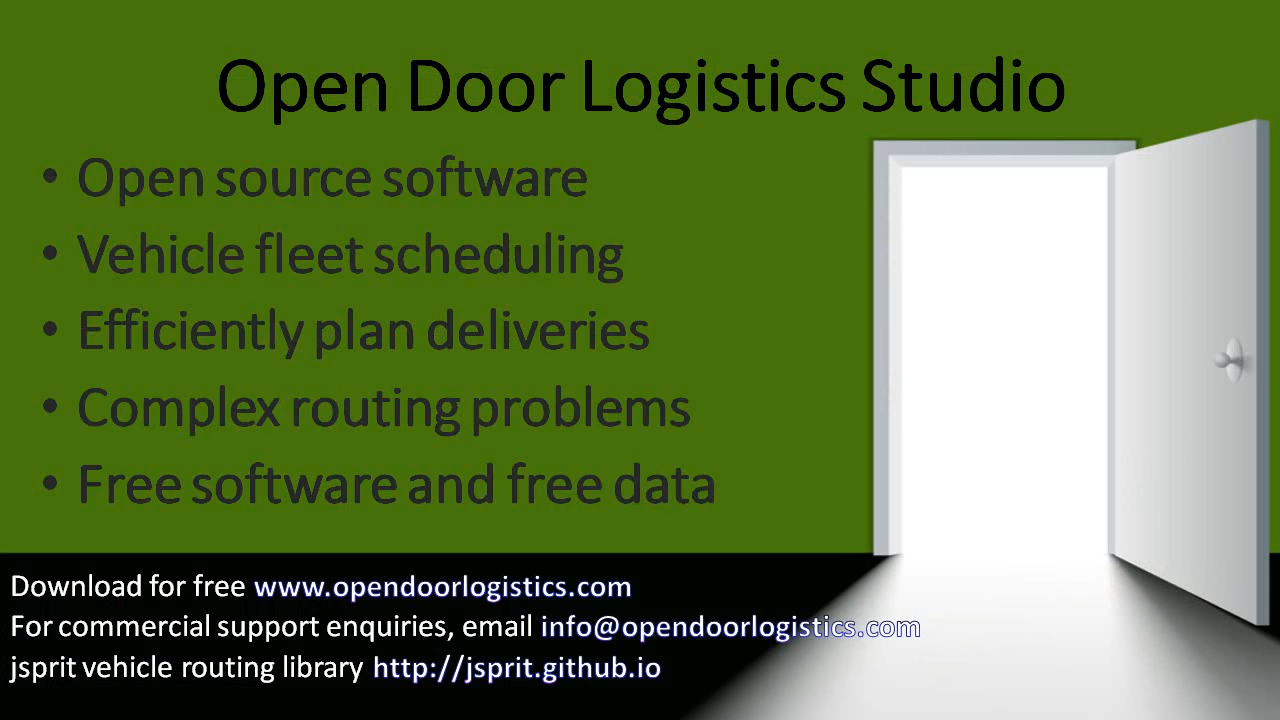 Open Door Logistics Studio
• Open source software
• Vehicle fleet scheduling
• Efficiently plan deliveries
• Complex routing problems
• Free software and free data
Download for free www.opendoorlogistics.com
For commercial support enquiries, email info@opendoorlogistics.com
jsprit vehicle routing library http://jsprit.github.io